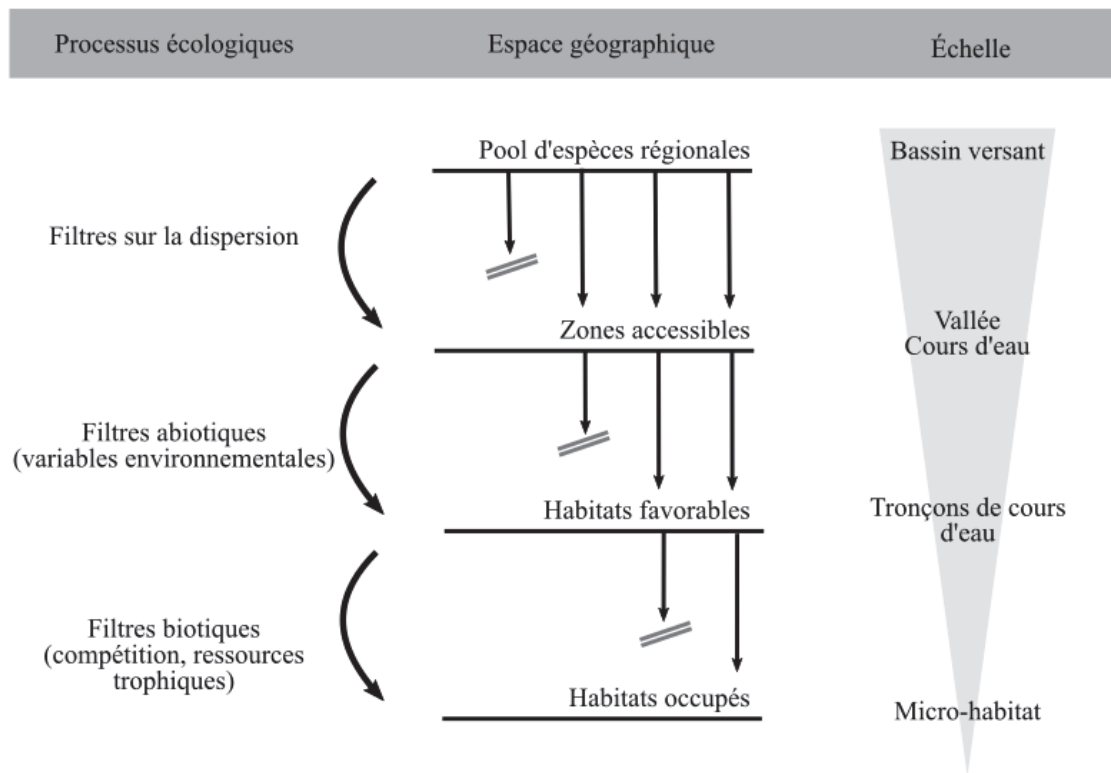 Processus écologiques
Espace géographique
Échelle
Pool d'espèces régionales
Bassin versant
Filtres sur la dispersion
Zones accessibles
Vallée
Cours d'eau
Filtres abiotiques
(variables environnementales)
Habitats favorables
Tronçons de cours
d'eau
Filtres biotiques
(compétition, ressources
trophiques)
Habitats occupés
Micro-habitat